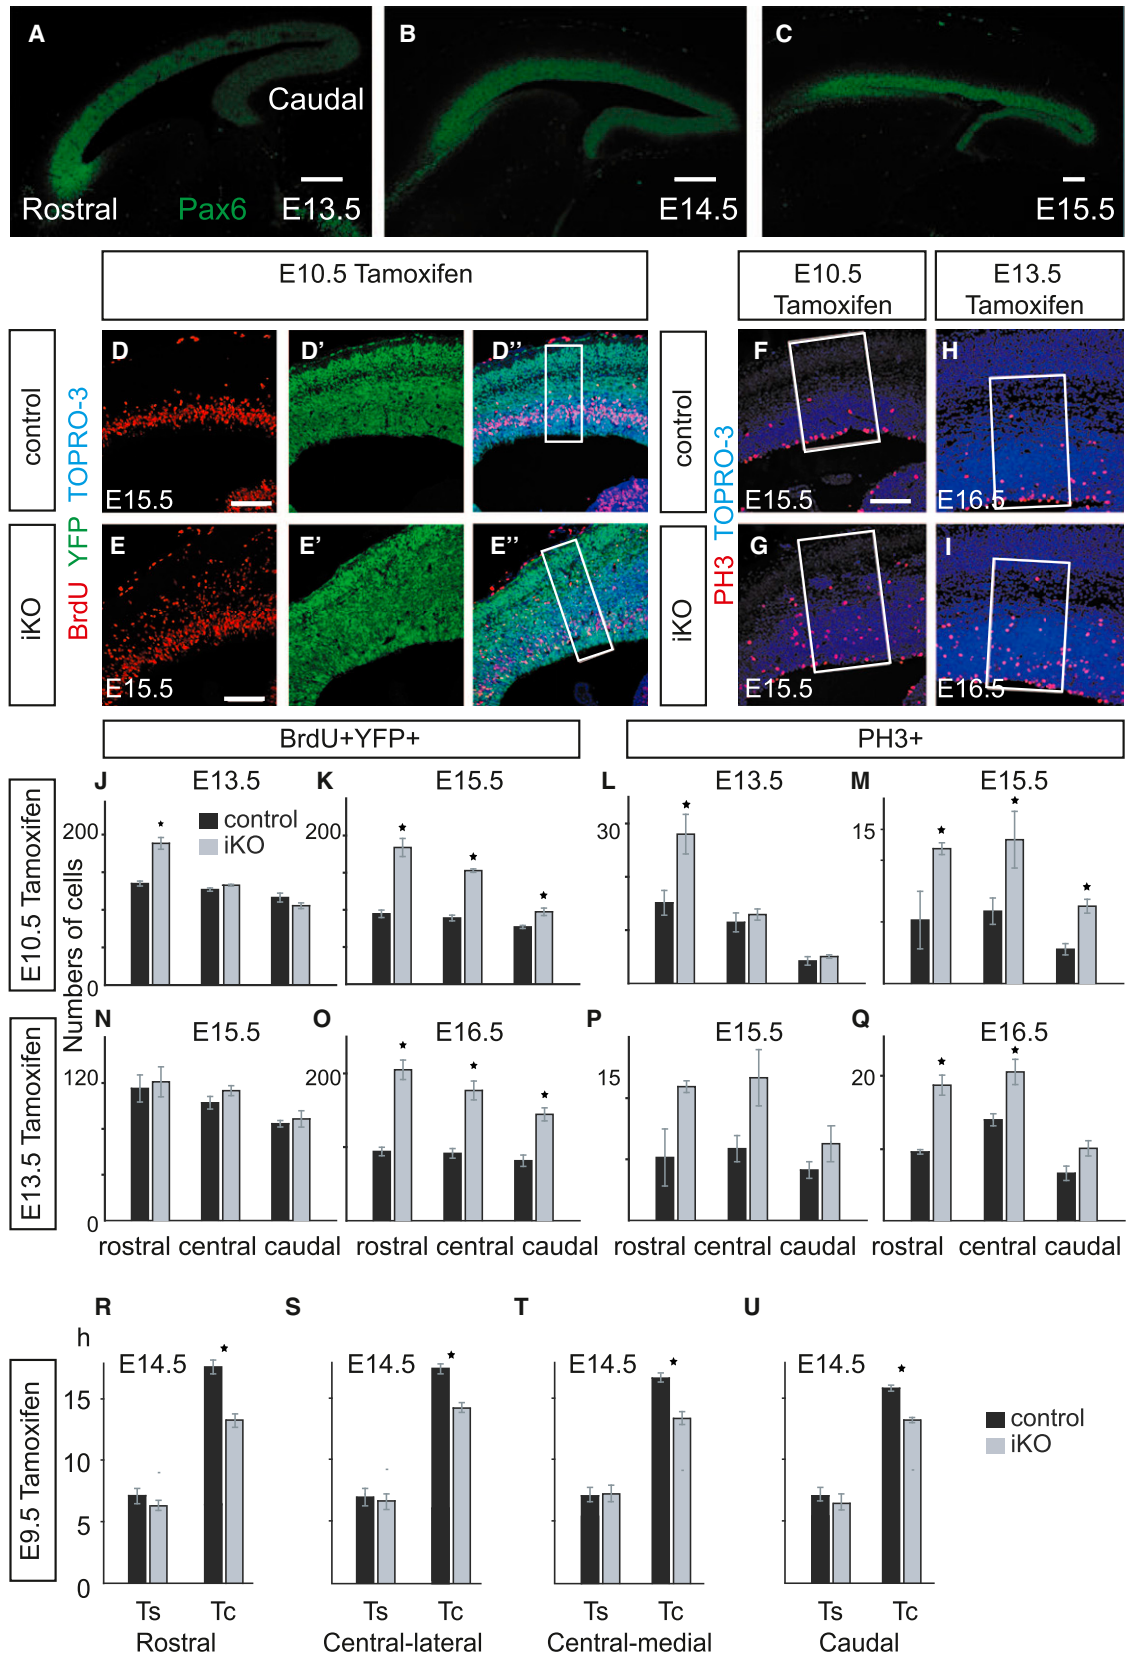 A
B
C
Caudal
Rostral
Pax6
E13.5
E14.5
E15.5
E10.5 Tamoxifen
E10.5
Tamoxifen
E13.5
Tamoxifen
control
BrdU YFP TOPRO-3
D
D'
D''
E15.5
control
PH3 TOPRO-3
F
E15.5
H
E16.5
iKO
E
E'
E''
E15.5
iKO
G
E15.5
I
E16.5
BrdU+YFP+
PH3+
E10.5 Tamoxifen
Numbers of cells
J
E13.5
200
0
control
iKO
K
E15.5
200
L
E13.5
30
M
E15.5
15
E13.5 Tamoxifen
N
E15.5
120
0
O
E16.5
200
P
E15.5
15
Q
E16.5
20
rostral central caudal
rostral central caudal
rostral central caudal
rostral central caudal
E9.5 Tamoxifen
R
h
E14.5
15
10
5
0
Ts Tc
Rostral
S
E14.5
Ts Tc
Central-lateral
T
E14.5
Ts Tc
Central-medial
U
E14.5
Ts Tc
Caudal
control
iKO